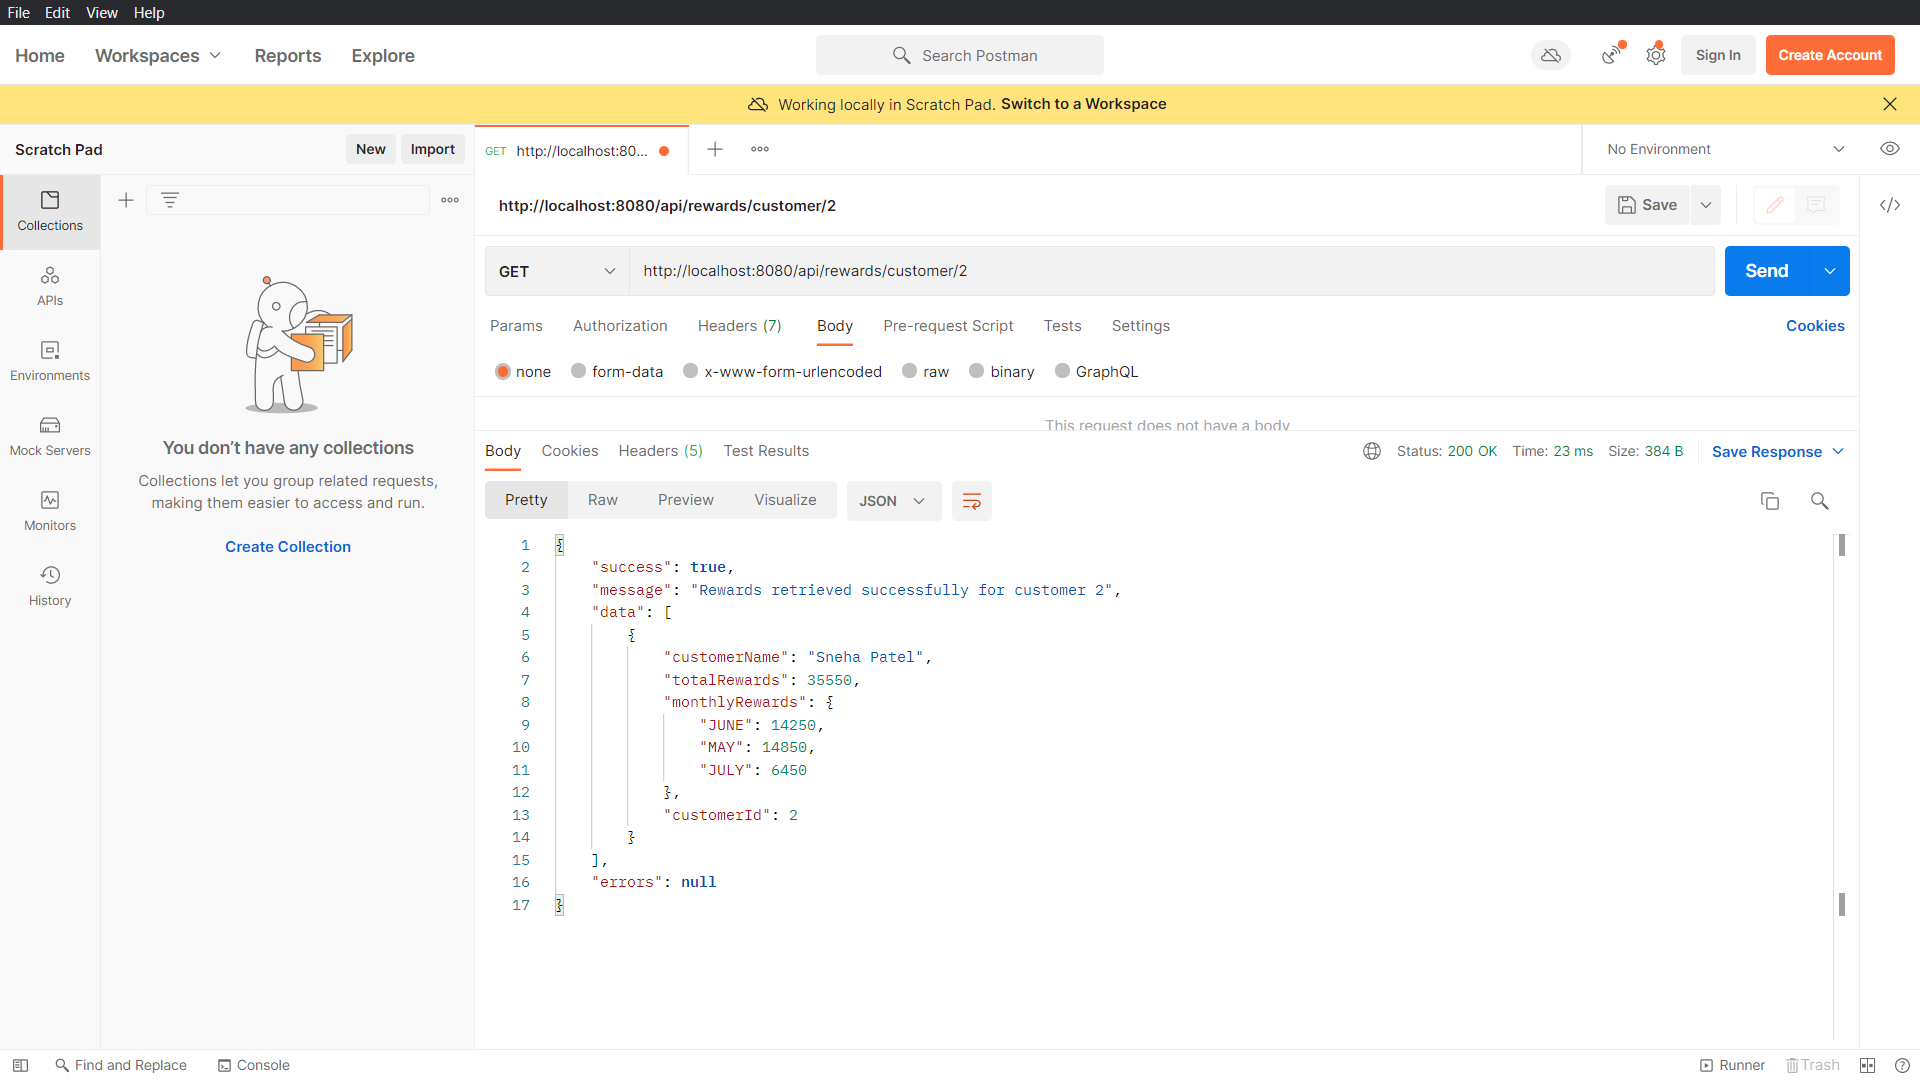 File Edit View Help
Home Workspaces Reports Explore Search Postman Sign In Create Account
Working locally in Scratch Pad. Switch to a Workspace
Scratch Pad New Import GET http://localhost:80... No Environment
Collections
APIs
Environments
Mock Servers
Monitors
History
You don't have any collections
Collections let you group related requests,
making them easier to access and run.
Create Collection
http://localhost:8080/api/rewards/customer/2 Save
GET http://localhost:8080/api/rewards/customer/2 Send
Params Authorization Headers (7) Body Pre-request Script Tests Settings Cookies
none form-data x-www-form-urlencoded raw binary GraphQL
This request does not have a body
Body Cookies Headers (5) Test Results Status: 200 OK Time: 23 ms Size: 384 B Save Response
Pretty Raw Preview Visualize JSON
1 {
2 "success": true,
3 "message": "Rewards retrieved successfully for customer 2",
4 "data": [
5 {
6 "customerName": "Sneha Patel",
7 "totalRewards": 35550,
8 "monthlyRewards": {
9 "JUNE": 14250,
10 "MAY": 14850,
11 "JULY": 6450
12 },
13 "customerId": 2
14 }
15 ],
16 "errors": null
17 }
Find and Replace Console Runner Trash